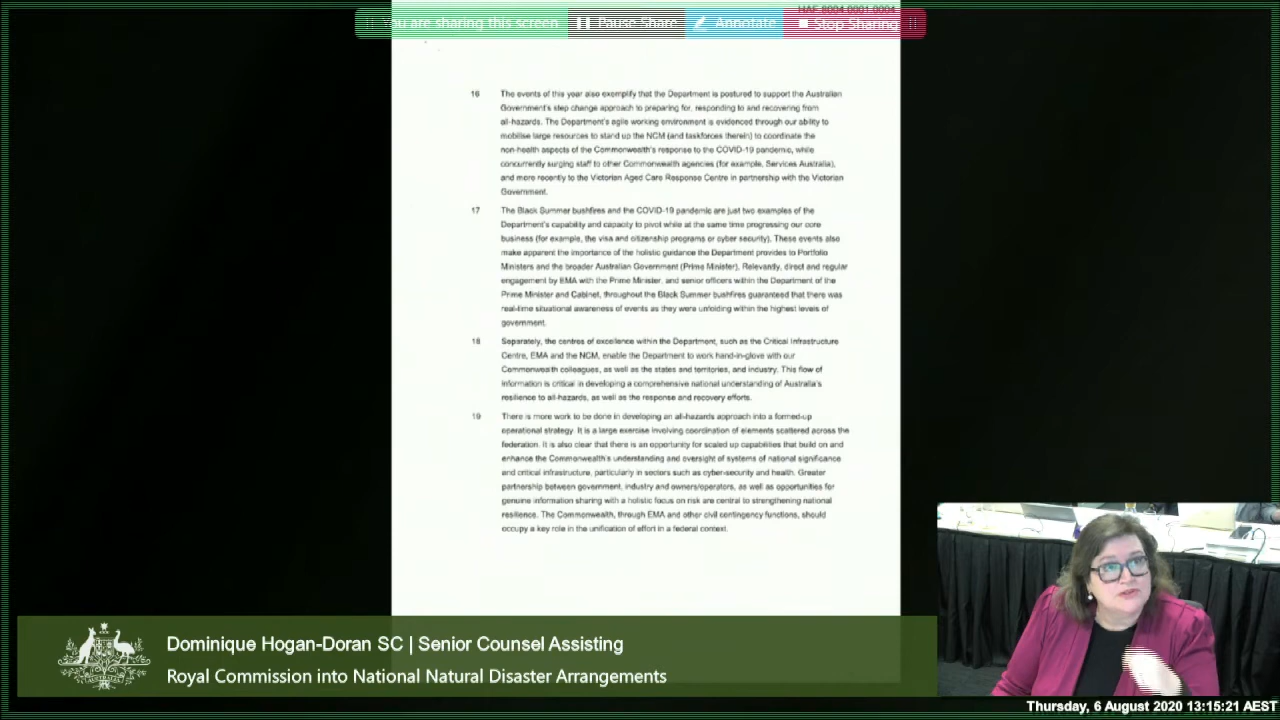 HAF.8004.0001.0004
You are sharing this screen
Pause Share
Annotate
Stop Sharing
16 The events of this year also exemplify that the Department is postured to support the Australian
Government's step change approach to preparing for, responding to and recovering from
all-hazards. The Department's agile working environment is evidenced through our ability to
mobilise large resources to stand up the NCM (and taskforces therein) to coordinate the
non-health aspects of the Commonwealth's response to the COVID-19 pandemic, while
concurrently surging staff to other Commonwealth agencies (for example, Services Australia),
and more recently to the Victorian Aged Care Response Centre in partnership with the Victorian
Government.
17 The Black Summer bushfires and the COVID-19 pandemic are just two examples of the
Department's capability and capacity to pivot while at the same time progressing our core
business (for example, the visa and citizenship programs or cyber security). These events also
make apparent the importance of the holistic guidance the Department provides to Portfolio
Ministers and the broader Australian Government (Prime Minister). Relevantly, direct and regular
engagement by EMA with the Prime Minister, and senior officers within the Department of the
Prime Minister and Cabinet, throughout the Black Summer bushfires guaranteed that there was
real-time situational awareness of events as they were unfolding within the highest levels of
government.
18 Separately, the centres of excellence within the Department, such as the Critical Infrastructure
Centre, EMA and the NCM, enable the Department to work hand-in-glove with our
Commonwealth colleagues, as well as the states and territories, and industry. This flow of
information is critical in developing a comprehensive national understanding of Australia's
resilience to all-hazards, as well as the response and recovery efforts.
19 There is more work to be done in developing an all-hazards approach into a formed-up
operational strategy. It is a large exercise involving coordination of elements scattered across the
federation. It is also clear that there is an opportunity for scaled up capabilities that build on and
enhance the Commonwealth's understanding and oversight of systems of national significance
and critical infrastructure, particularly in sectors such as cyber-security and health. Greater
partnership between government, industry and owners/operators, as well as opportunities for
genuine information sharing with a holistic focus on risk are central to strengthening national
resilience. The Commonwealth, through EMA and other civil contingency functions, should
occupy a key role in the unification of effort in a federal context.
Dominique Hogan-Doran SC | Senior Counsel Assisting
Royal Commission into National Natural Disaster Arrangements
Thursday, 6 August 2020 13:15:21 AEST